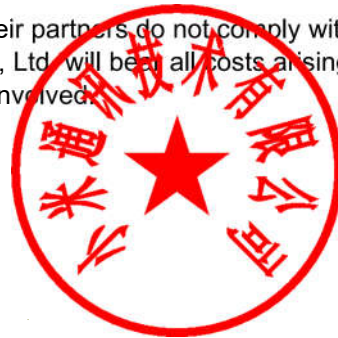 eir partners do not comply wit
, Ltd. will bear all costs arising
nvolved.
小米通讯技术有限公司